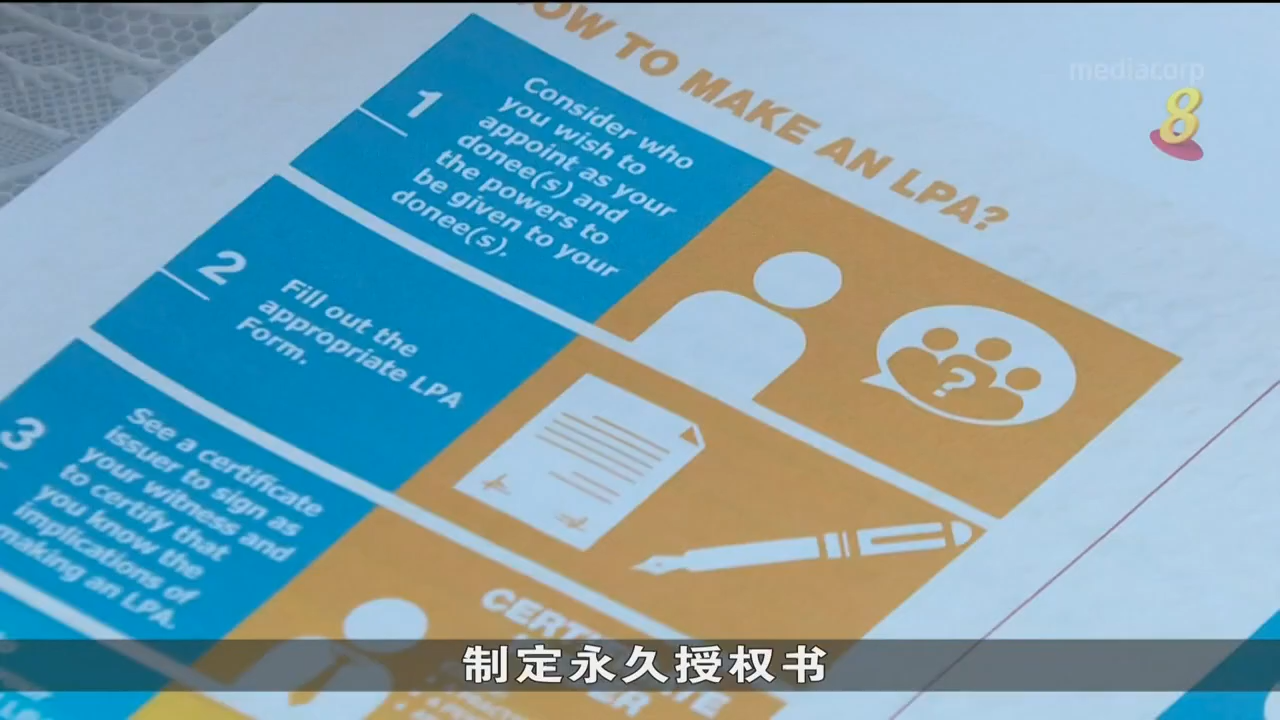 mediacorp
8
OW TO MAKE AN LPA?
1
Consider who
you wish to
appoint as your
donee(s) and
the powers to
be given to your
donee(s).
2
Fill out the
appropriate LPA
Form.
3
See a certificate
issuer to sign as
your witness and
to certify that
you know the
implications of
making an LPA.
制定永久授权书